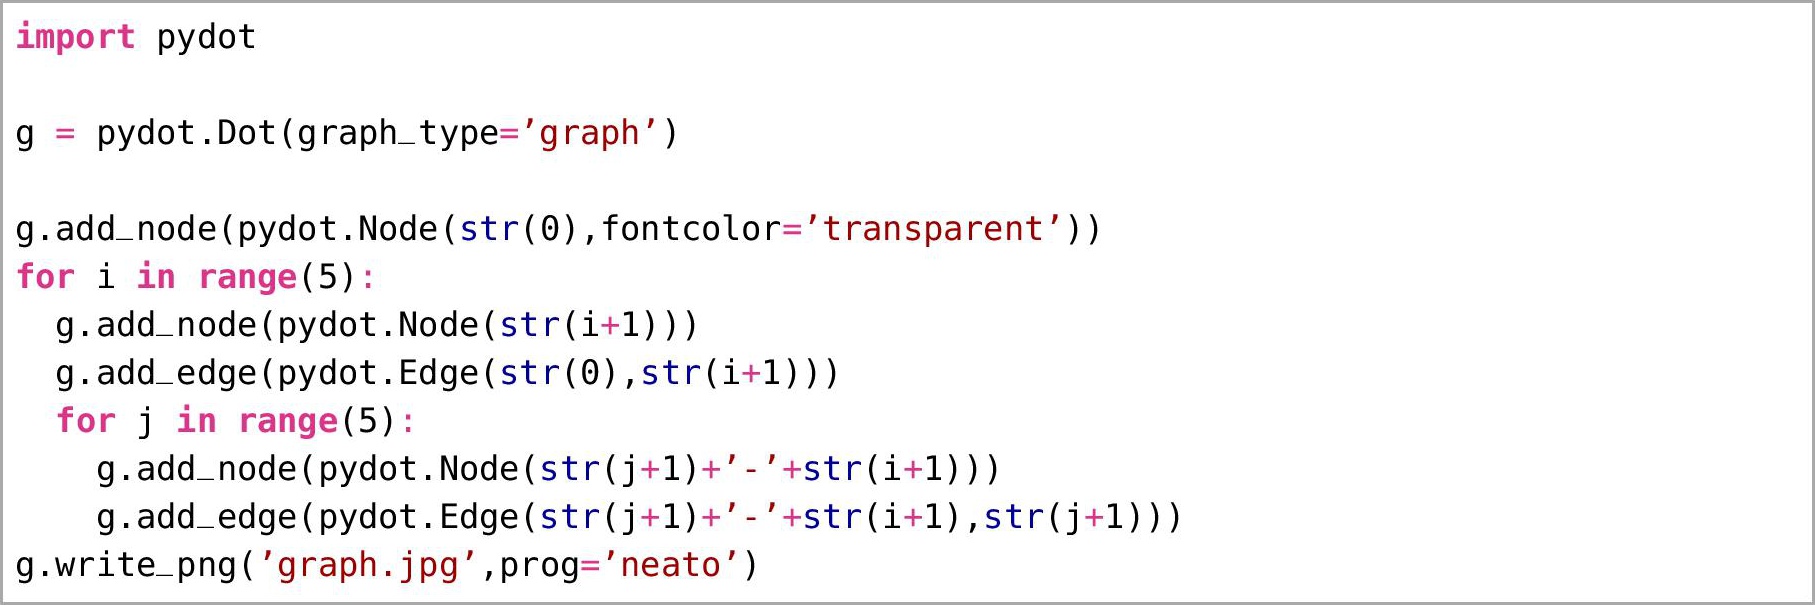 import pydot
g = pydot.Dot(graph_type=’graph’)
g.add_node(pydot.Node(str(0),fontcolor=’transparent’))
for i in range(5):
  g.add_node(pydot.Node(str(i+1)))
  g.add_edge(pydot.Edge(str(0),str(i+1)))
  for j in range(5):
    g.add_node(pydot.Node(str(j+1)+’-’+str(i+1)))
    g.add_edge(pydot.Edge(str(j+1)+’-’+str(i+1),str(j+1)))
g.write_png(’graph.jpg’,prog=’neato’)